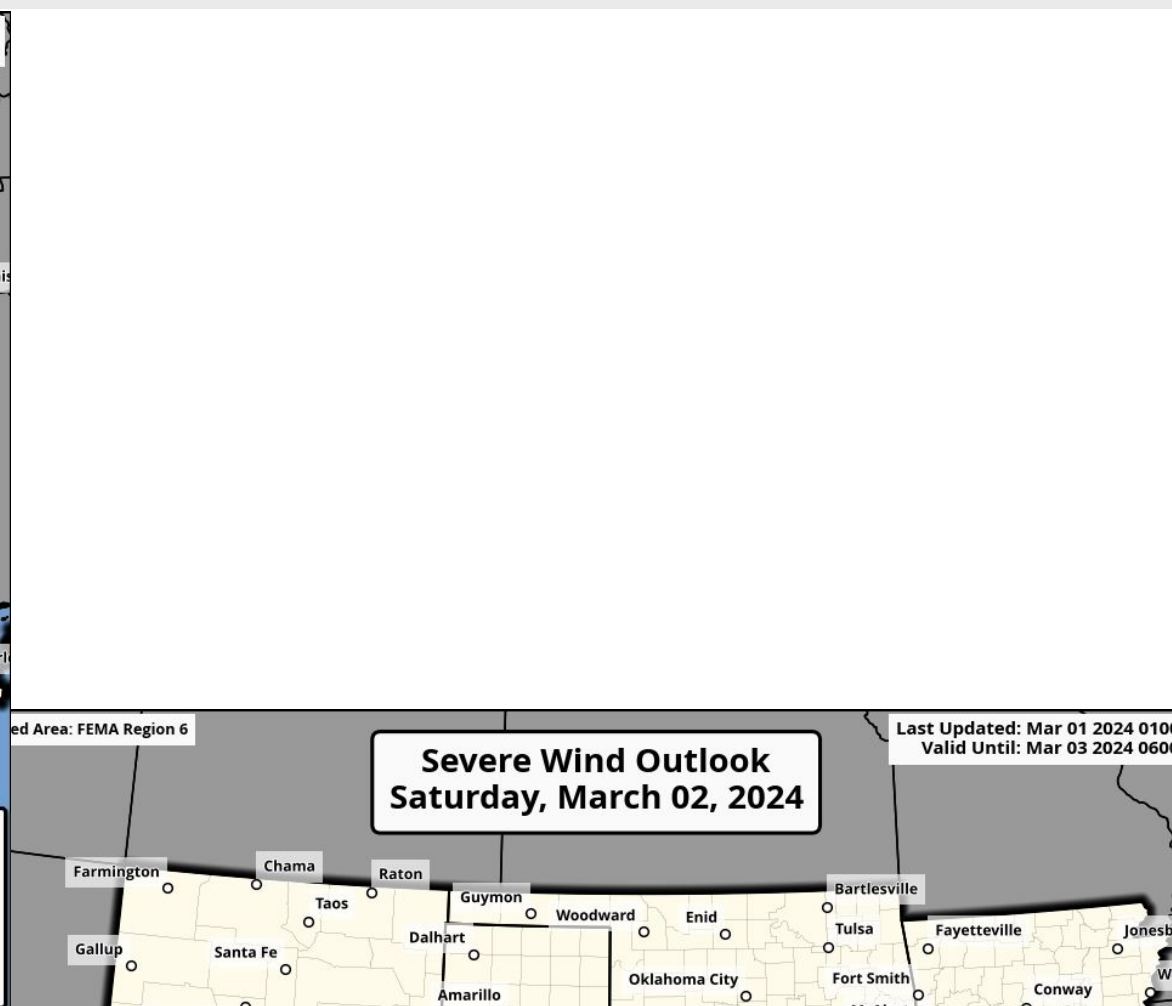 ed Area: FEMA Region 6
Last Updated: Mar 01 2024 010
Valid Until: Mar 03 2024 060
Severe Wind Outlook
Saturday, March 02, 2024
Farmington
Chama
Raton
Taos
Guymon
Woodward
Enid
Bartlesville
Tulsa
Fayetteville
Jonesb
Gallup
Santa Fe
Dalhart
Oklahoma City
Fort Smith
Conway
Amarillo